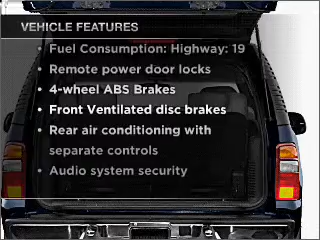 VEHICLE FEATURES
• Fuel Consumption: Highway: 19
• Remote power door locks
• 4-wheel ABS Brakes
• Front Ventilated disc brakes
• Rear air conditioning with
separate controls
• Audio system security